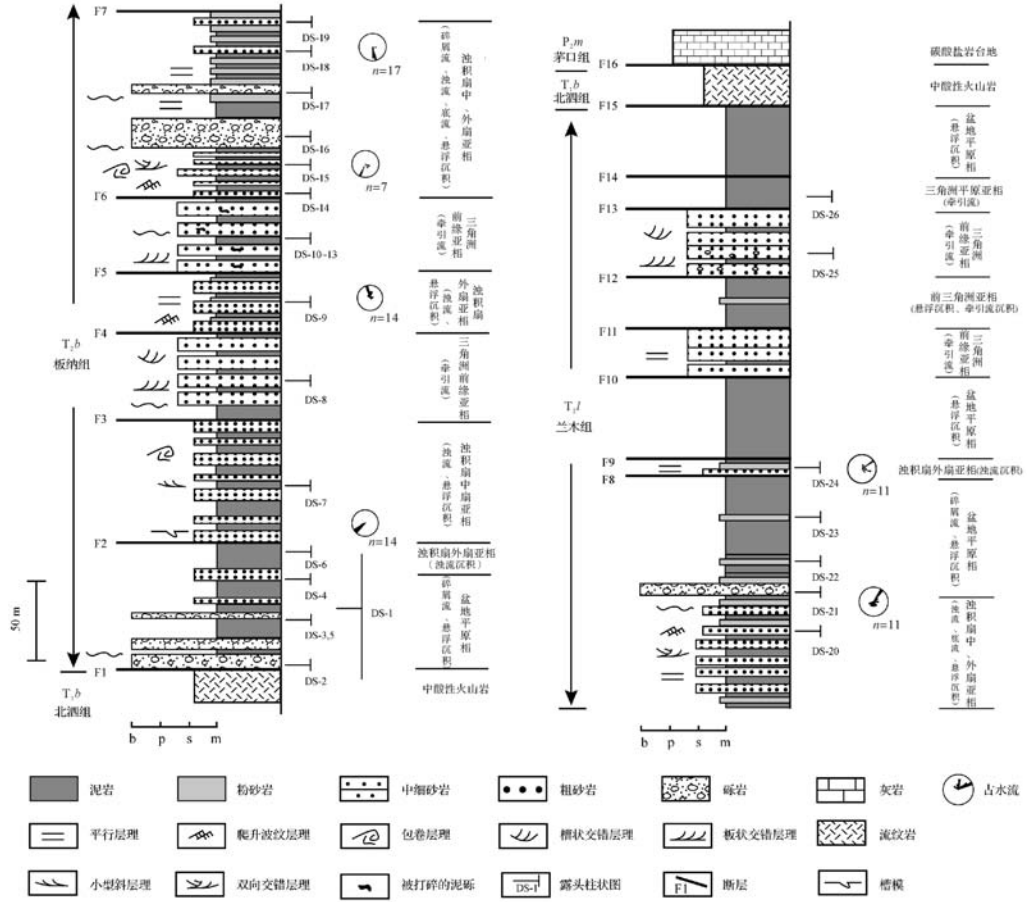 F7
DS-19
DS-18
n=17
DS-17
DS-16
DS-15
n=7
DS-14
F6
DS-10-13
F5
DS-9
n=14
F4
DS-8
F3
DS-7
n=14
F2
DS-6
DS-4
DS-1
DS-3,5
DS-2
F1
T₂b
板纳组
T₁b
北泗组
50 m
b p s m
浊积扇中、外扇亚相
(碎屑流、浊流、底流、悬浮沉积)
三角洲
前缘亚相
(牵引流)
浊积扇
外扇亚相
(浊流、
悬浮沉积)
三角洲前缘亚相
(牵引流)
浊积扇中扇亚相
(浊流、悬浮沉积)
浊积扇外扇亚相
(浊流沉积)
盆地平原相
(碎屑流、悬浮沉积)
中酸性火山岩
P₂m
茅口组
F16
碳酸盐岩台地
T₁b
北泗组
中酸性火山岩
F15
盆地平原相
(悬浮沉积)
F14
三角洲平原亚相
(牵引流)
DS-26
F13
三角洲
前缘亚相
(牵引流)
DS-25
F12
前三角洲亚相
(悬浮沉积、牵引流沉积)
F11
三角洲
前缘亚相
(牵引流)
F10
T₂l
兰木组
盆地平原相
(悬浮沉积)
F9
F8
DS-24
n=11
浊积扇外扇亚相(浊流沉积)
DS-23
DS-22
盆地平原相
(碎屑流、悬浮沉积)
DS-21
n=11
DS-20
浊积扇中、外扇亚相
(浊流、底流、悬浮沉积)
b p s m
泥岩 粉砂岩 中细砂岩 粗砂岩 砾岩 灰岩 占水流
平行层理 爬升波纹层理 包卷层理 槽状交错层理 板状交错层理 流纹岩
小型斜层理 双向交错层理 被打碎的泥砾 DS-1 露头柱状图 F1 断层 槽模